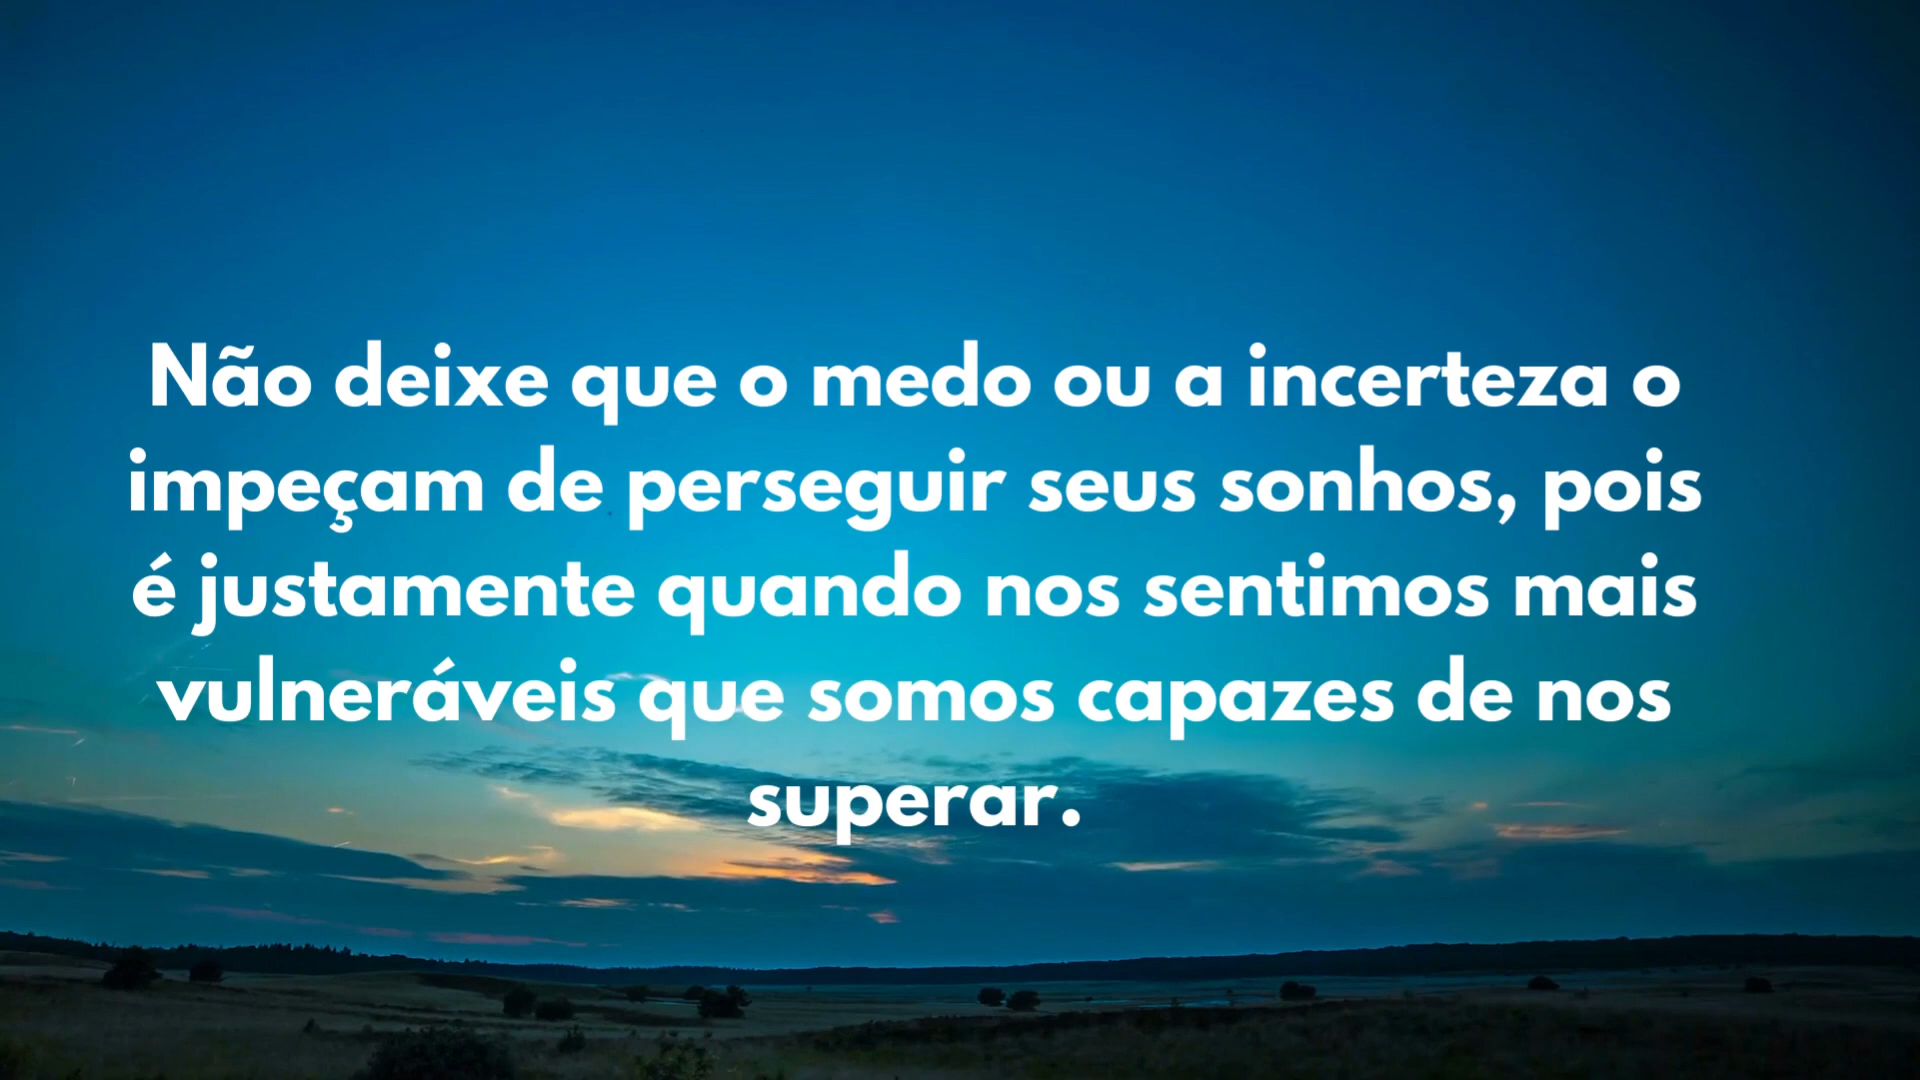 Não deixe que o medo ou a incerteza o
impeçam de perseguir seus sonhos, pois
é justamente quando nos sentimos mais
vulneráveis que somos capazes de nos
superar.